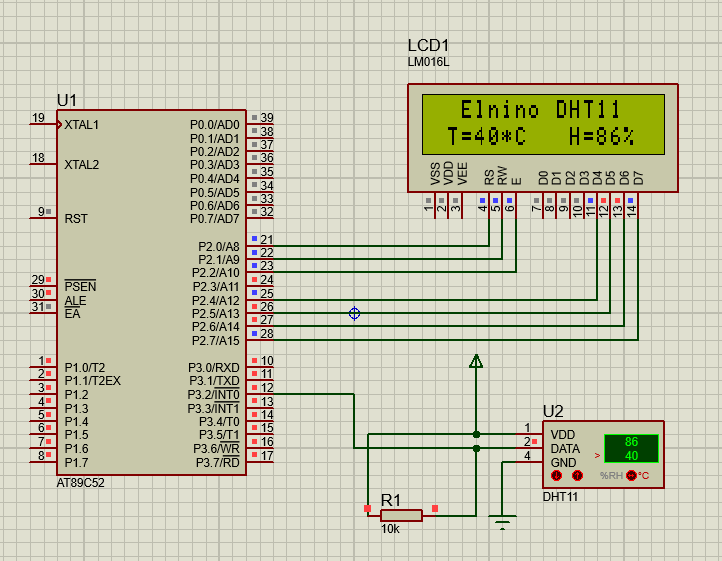 LCD1
LM016L
Elnino DHT11
T=40*C H=86%
VSS VDD VEE RS RW E D0 D1 D2 D3 D4 D5 D6 D7
1 2 3 4 5 6 7 8 9 10 11 12 13 14
U1
19 XTAL1 P0.0/AD0 39
P0.1/AD1 38
P0.2/AD2 37
18 XTAL2 P0.3/AD3 36
P0.4/AD4 35
P0.5/AD5 34
P0.6/AD6 33
9 RST P0.7/AD7 32
P2.0/A8 21
P2.1/A9 22
P2.2/A10 23
29 PSEN P2.3/A11 24
30 ALE P2.4/A12 25
31 EA P2.5/A13 26
P2.6/A14 27
P2.7/A15 28
1 P1.0/T2 P3.0/RXD 10
2 P1.1/T2EX P3.1/TXD 11
3 P1.2 P3.2/INT0 12
4 P1.3 P3.3/INT1 13
5 P1.4 P3.4/T0 14
6 P1.5 P3.5/T1 15
7 P1.6 P3.6/WR 16
8 P1.7 P3.7/RD 17
AT89C52
U2
1 VDD
2 DATA
4 GND
86
> 40
%RH °C
DHT11
R1
10k